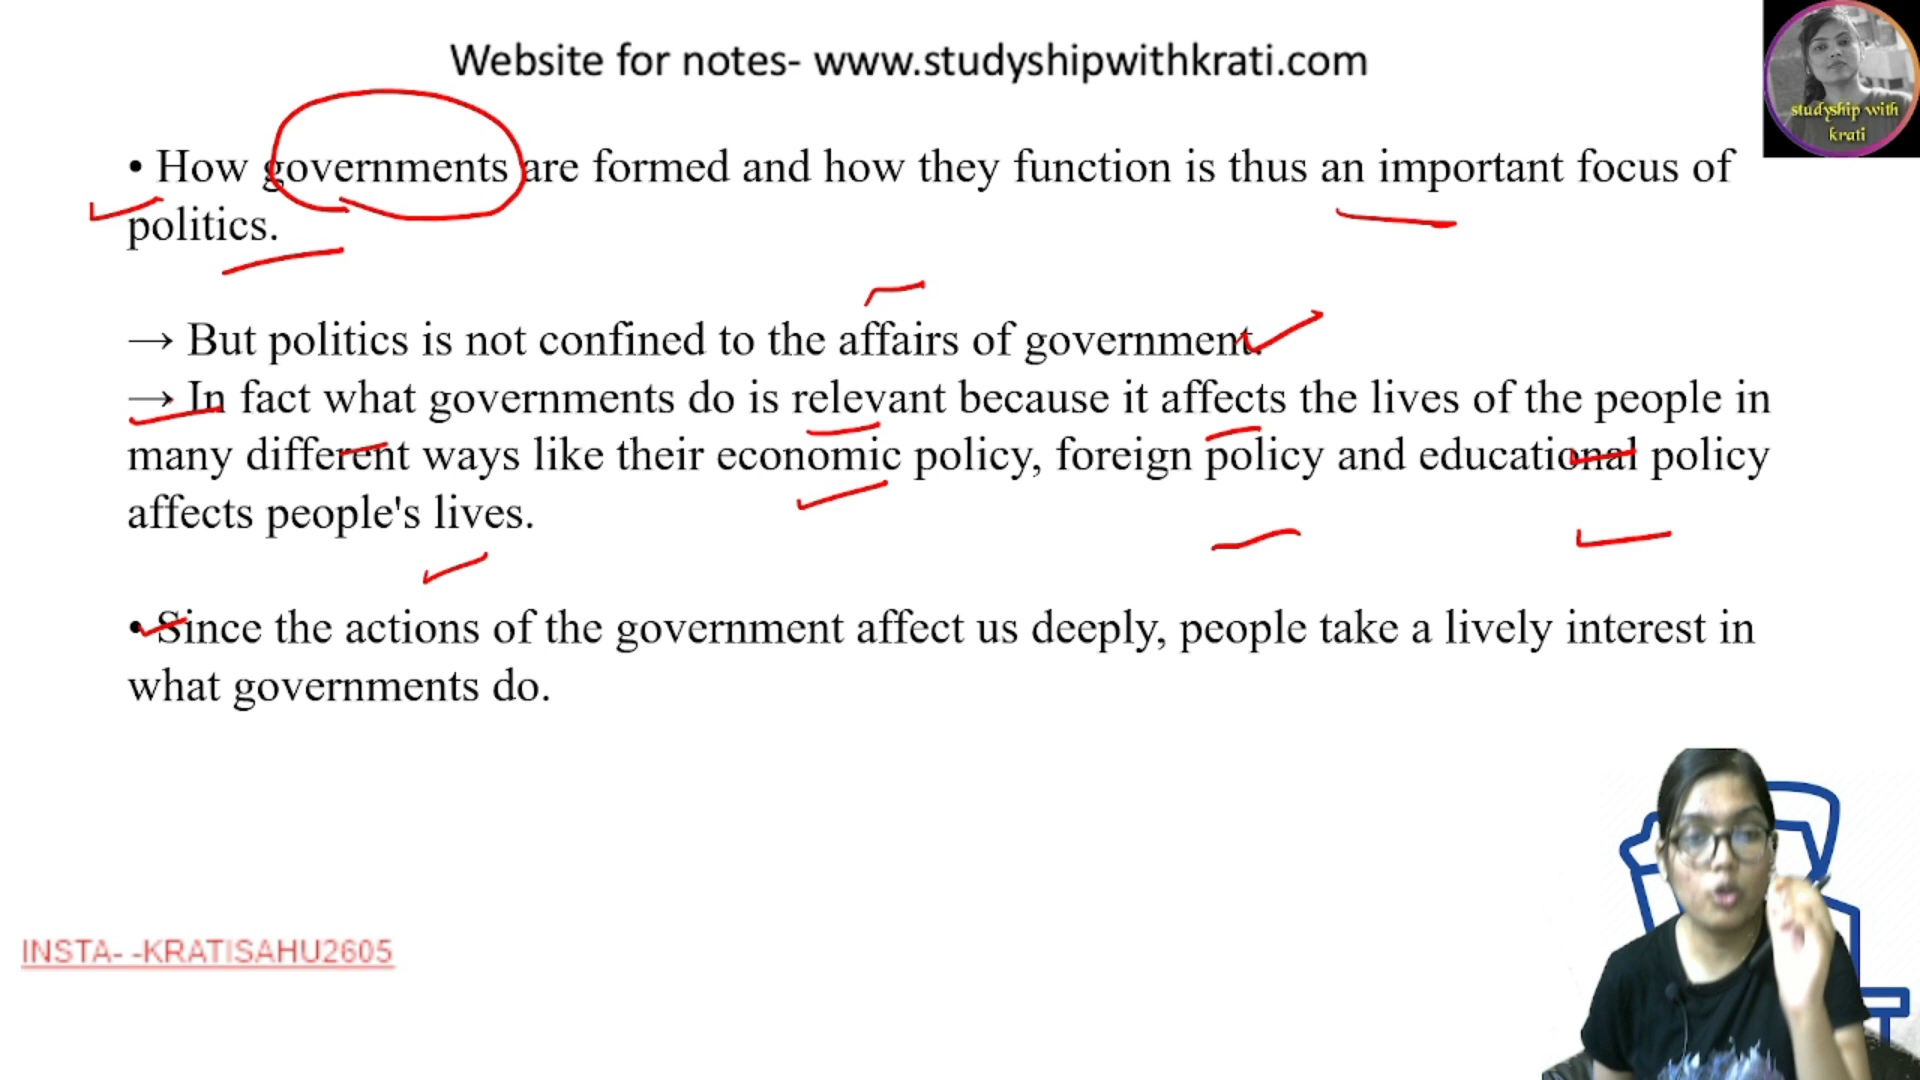 Website for notes- www.studyshipwithkrati.com
studyship with
krati
• How governments are formed and how they function is thus an important focus of
politics.
→ But politics is not confined to the affairs of government.
→ In fact what governments do is relevant because it affects the lives of the people in
many different ways like their economic policy, foreign policy and educational policy
affects people's lives.
• Since the actions of the government affect us deeply, people take a lively interest in
what governments do.
INSTA- -KRATISAHU2605